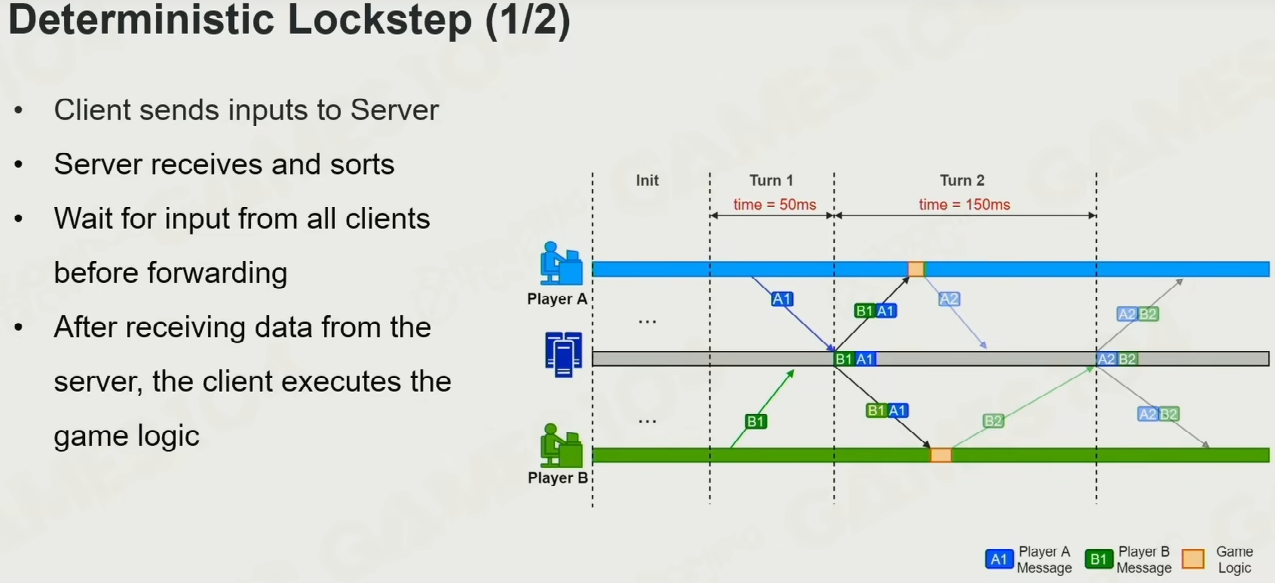 Deterministic Lockstep (1/2)
• Client sends inputs to Server
• Server receives and sorts
• Wait for input from all clients
before forwarding
• After receiving data from the
server, the client executes the
game logic
Init
Turn 1
Turn 2
time = 50ms
time = 150ms
Player A
A1
B1 A1
A2
A2 B2
...
B1 A1
A2 B2
...
B1
B1 A1
B2
A2 B2
Player B
A1 Player A Message
B1 Player B Message
Game Logic